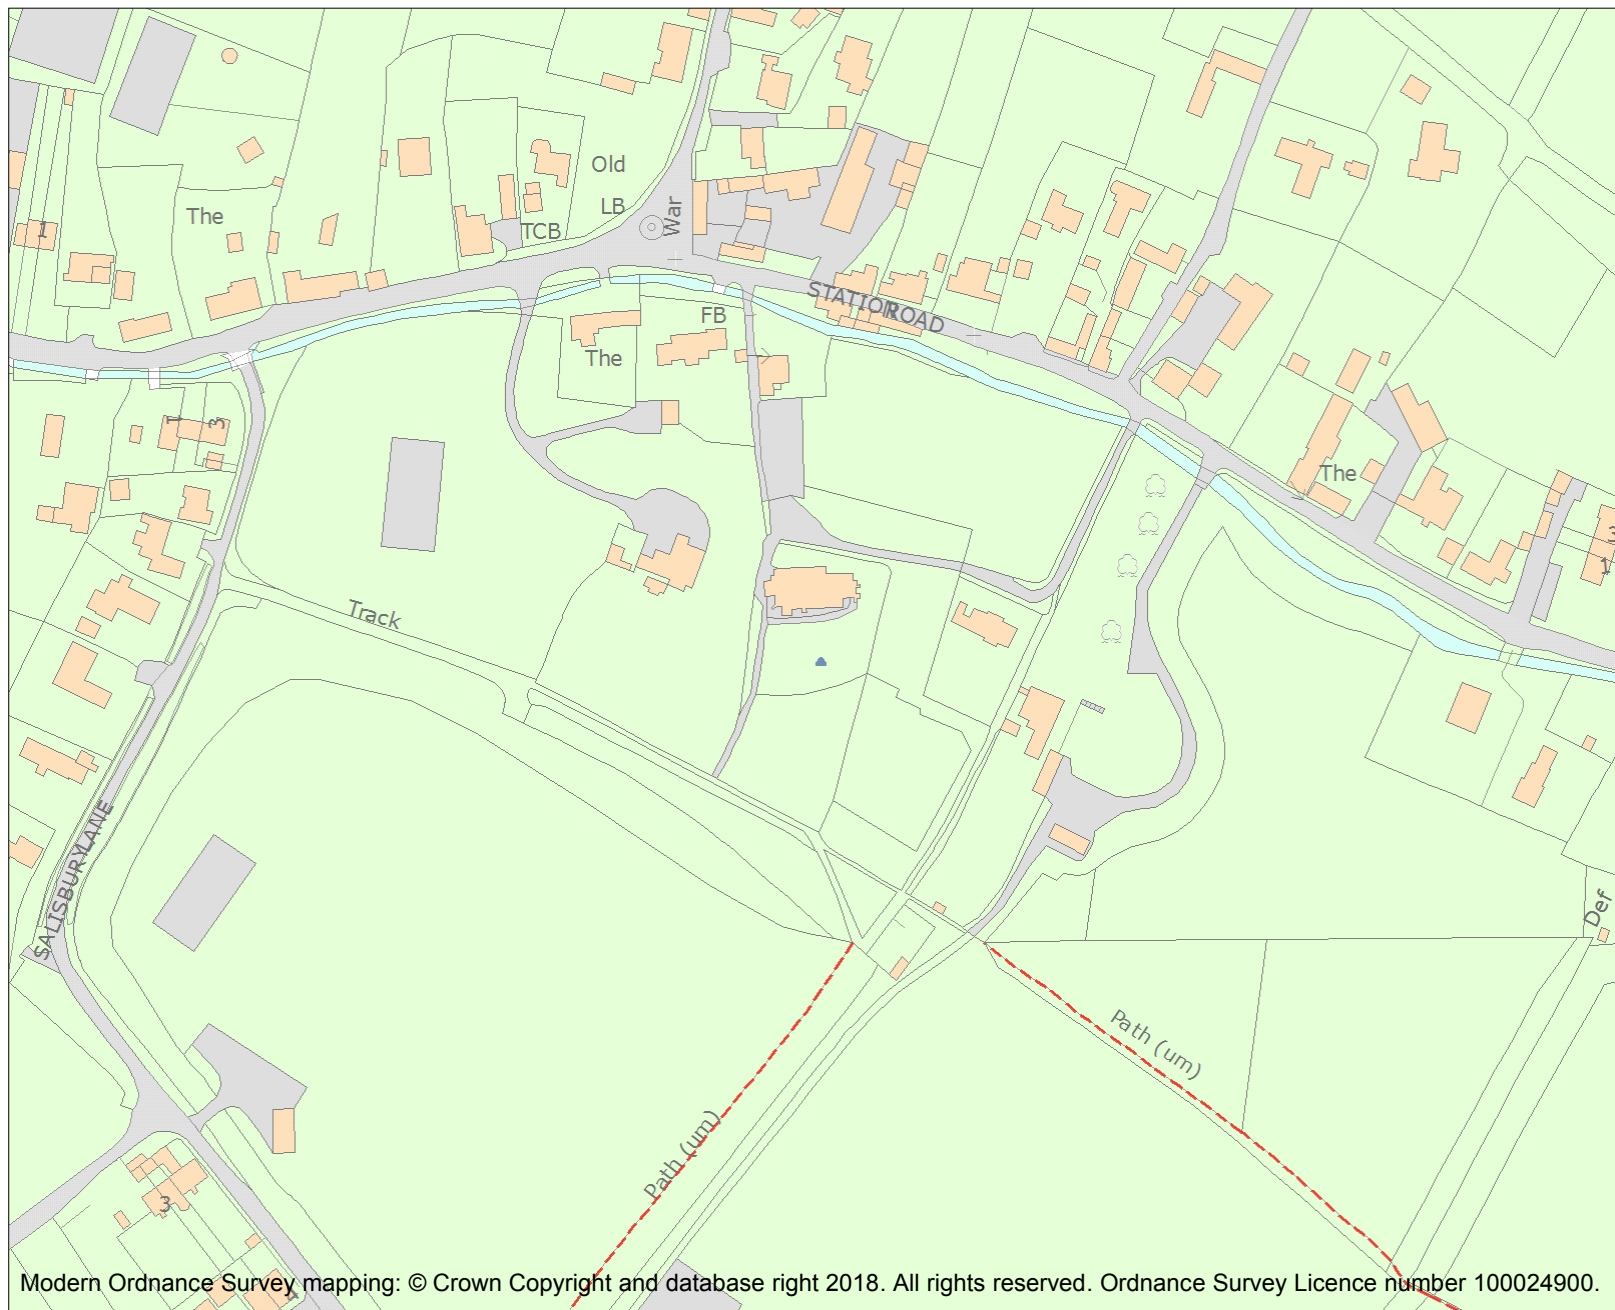 Old
LB
War
The
TCB
1
STATION ROAD
FB
The
1
3
The
3
1
Track
SALISBURY LANE
Def
Path (um)
Path (um)
3
4
Modern Ordnance Survey mapping: © Crown Copyright and database right 2018. All rights reserved. Ordnance Survey Licence number 100024900.